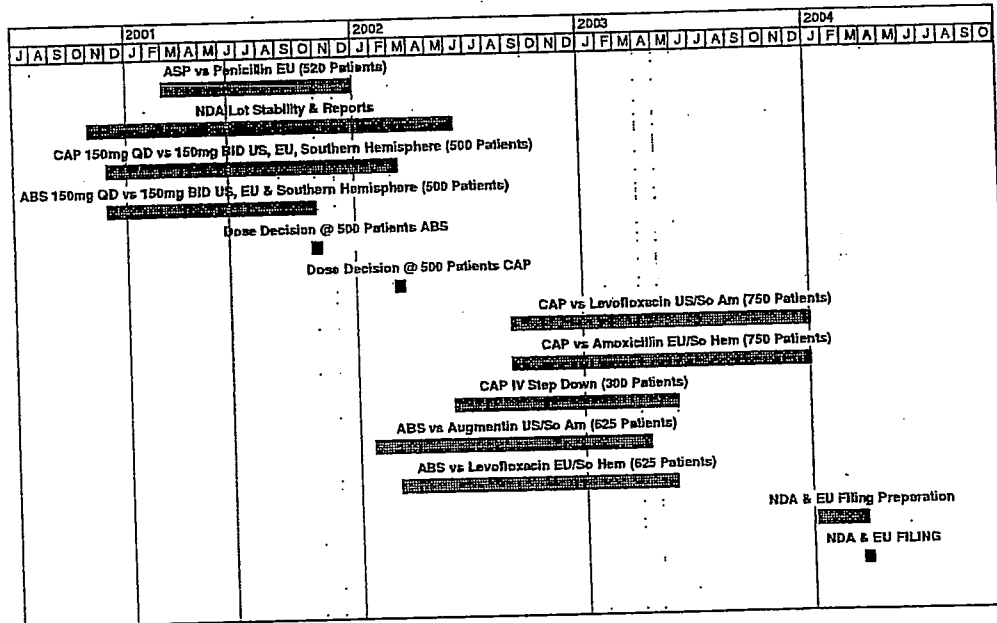 2001 2002 2003 2004
J A S O N D J F M A M J J A S O N D J F M A M J J A S O N D J F M A M J J A S O N D J F M A M J J A S O
ASP vs Penicillin EU (520 Patients)
NDA Lot Stability & Reports
CAP 150mg QD vs 150mg BID US, EU, Southern Hemisphere (500 Patients)
ABS 150mg QD vs 150mg BID US, EU & Southern Hemisphere (500 Patients)
Dose Decision @ 500 Patients ABS
Dose Decision @ 500 Patients CAP
CAP vs Levofloxacin US/So Am (750 Patients)
CAP vs Amoxicillin EU/So Hem (750 Patients)
CAP IV Step Down (300 Patients)
ABS vs Augmentin US/So Am (625 Patients)
ABS vs Levofloxacin EU/So Hem (625 Patients)
NDA & EU Filing Preparation
NDA & EU FILING